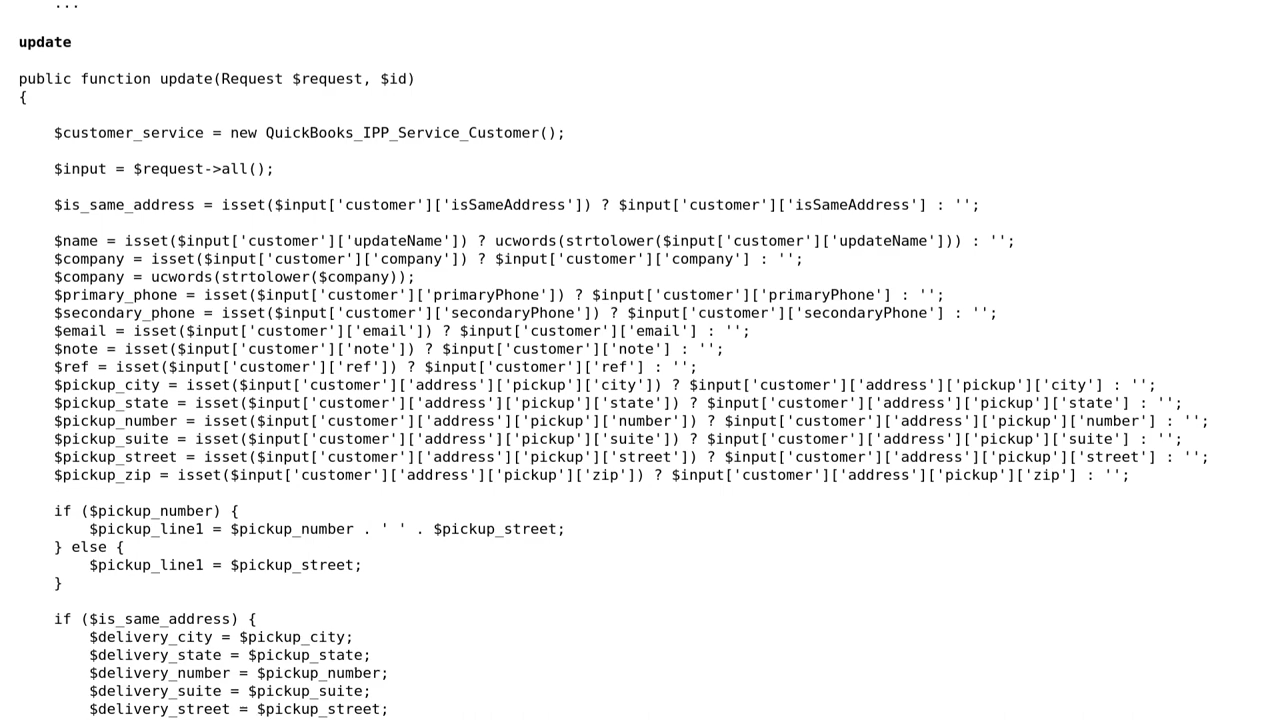 ...
update
public function update(Request $request, $id)
{
$customer_service = new QuickBooks_IPP_Service_Customer();
$input = $request->all();
$is_same_address = isset($input['customer']['isSameAddress']) ? $input['customer']['isSameAddress'] : '';
$name = isset($input['customer']['updateName']) ? ucwords(strtolower($input['customer']['updateName'])) : '';
$company = isset($input['customer']['company']) ? $input['customer']['company'] : '';
$company = ucwords(strtolower($company));
$primary_phone = isset($input['customer']['primaryPhone']) ? $input['customer']['primaryPhone'] : '';
$secondary_phone = isset($input['customer']['secondaryPhone']) ? $input['customer']['secondaryPhone'] : '';
$email = isset($input['customer']['email']) ? $input['customer']['email'] : '';
$note = isset($input['customer']['note']) ? $input['customer']['note'] : '';
$ref = isset($input['customer']['ref']) ? $input['customer']['ref'] : '';
$pickup_city = isset($input['customer']['address']['pickup']['city']) ? $input['customer']['address']['pickup']['city'] : '';
$pickup_state = isset($input['customer']['address']['pickup']['state']) ? $input['customer']['address']['pickup']['state'] : '';
$pickup_number = isset($input['customer']['address']['pickup']['number']) ? $input['customer']['address']['pickup']['number'] : '';
$pickup_suite = isset($input['customer']['address']['pickup']['suite']) ? $input['customer']['address']['pickup']['suite'] : '';
$pickup_street = isset($input['customer']['address']['pickup']['street']) ? $input['customer']['address']['pickup']['street'] : '';
$pickup_zip = isset($input['customer']['address']['pickup']['zip']) ? $input['customer']['address']['pickup']['zip'] : '';
if ($pickup_number) {
$pickup_line1 = $pickup_number . ' ' . $pickup_street;
} else {
$pickup_line1 = $pickup_street;
}
if ($is_same_address) {
$delivery_city = $pickup_city;
$delivery_state = $pickup_state;
$delivery_number = $pickup_number;
$delivery_suite = $pickup_suite;
$delivery_street = $pickup_street;